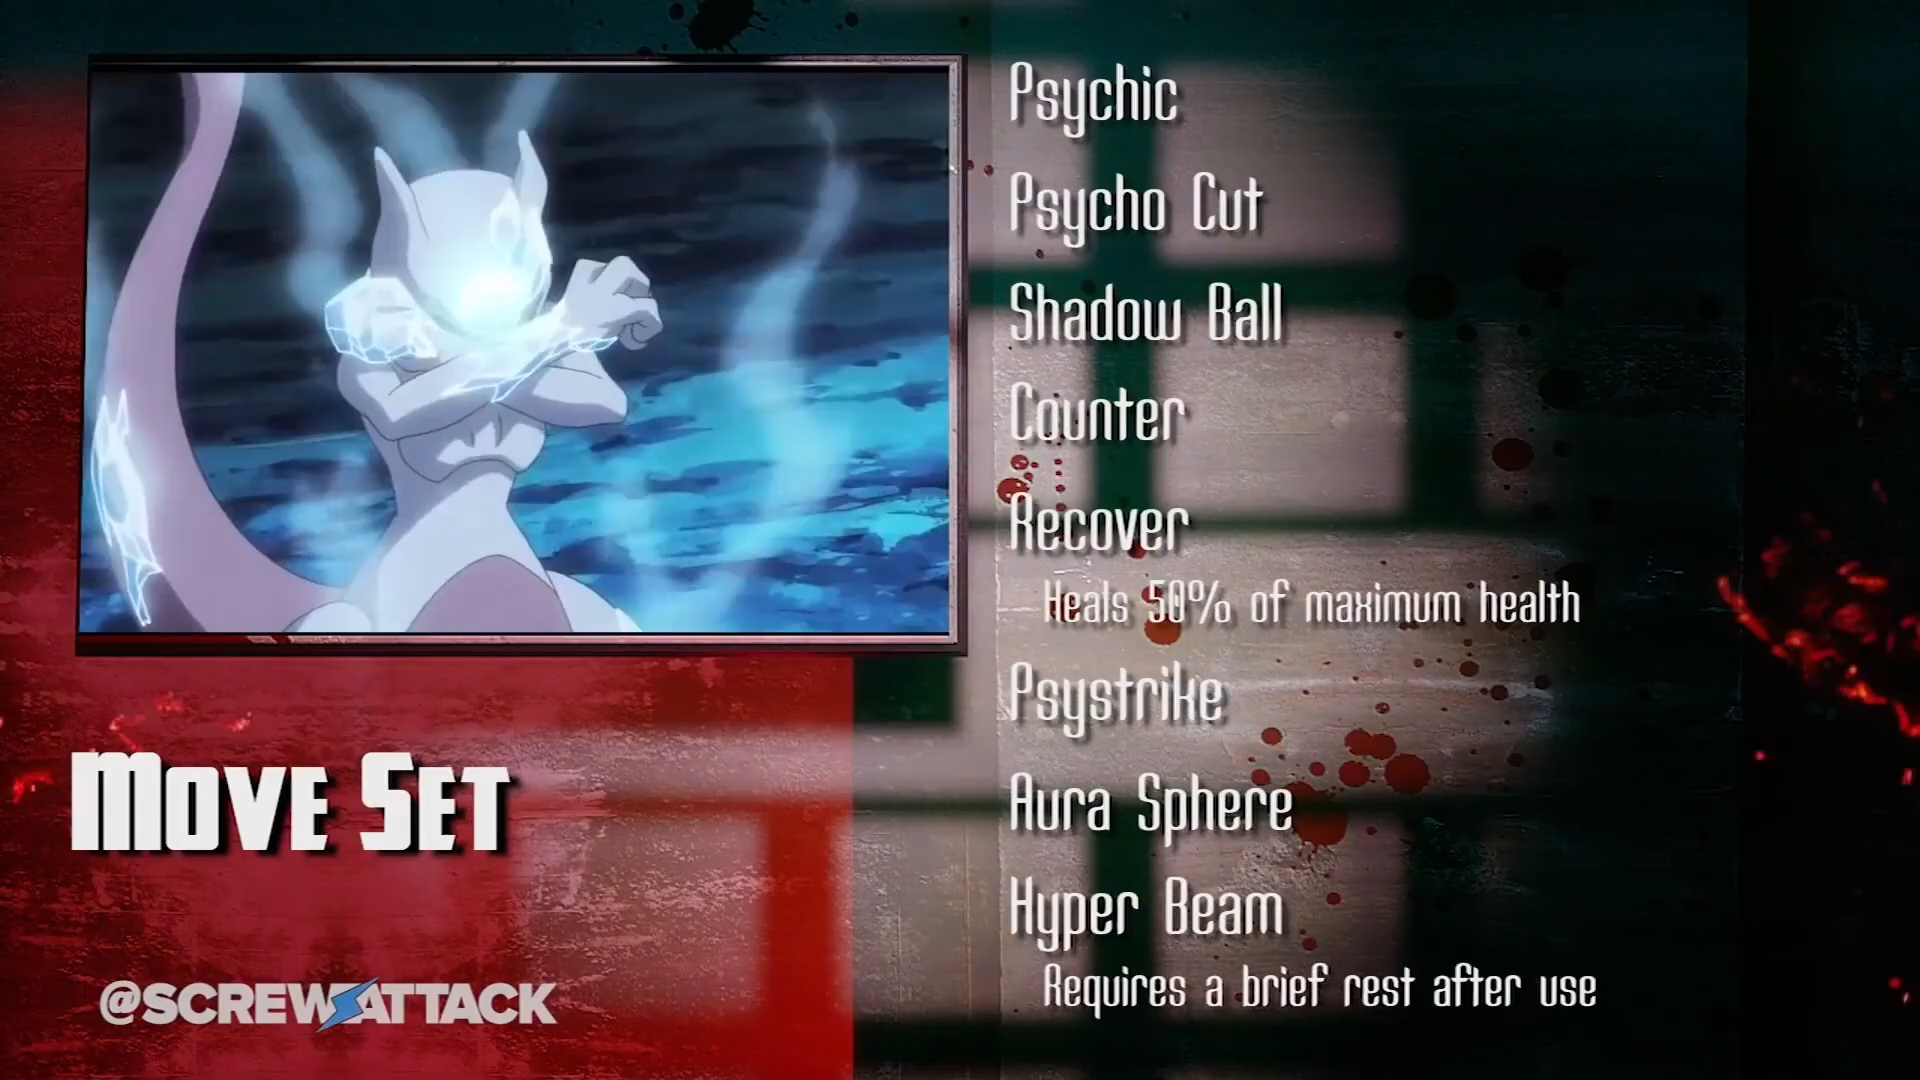 Psychic
Psycho Cut
Shadow Ball
Counter
Recover
Heals 50% of maximum health
Psystrike
Aura Sphere
Hyper Beam
Requires a brief rest after use
Move Set
@SCREWATTACK